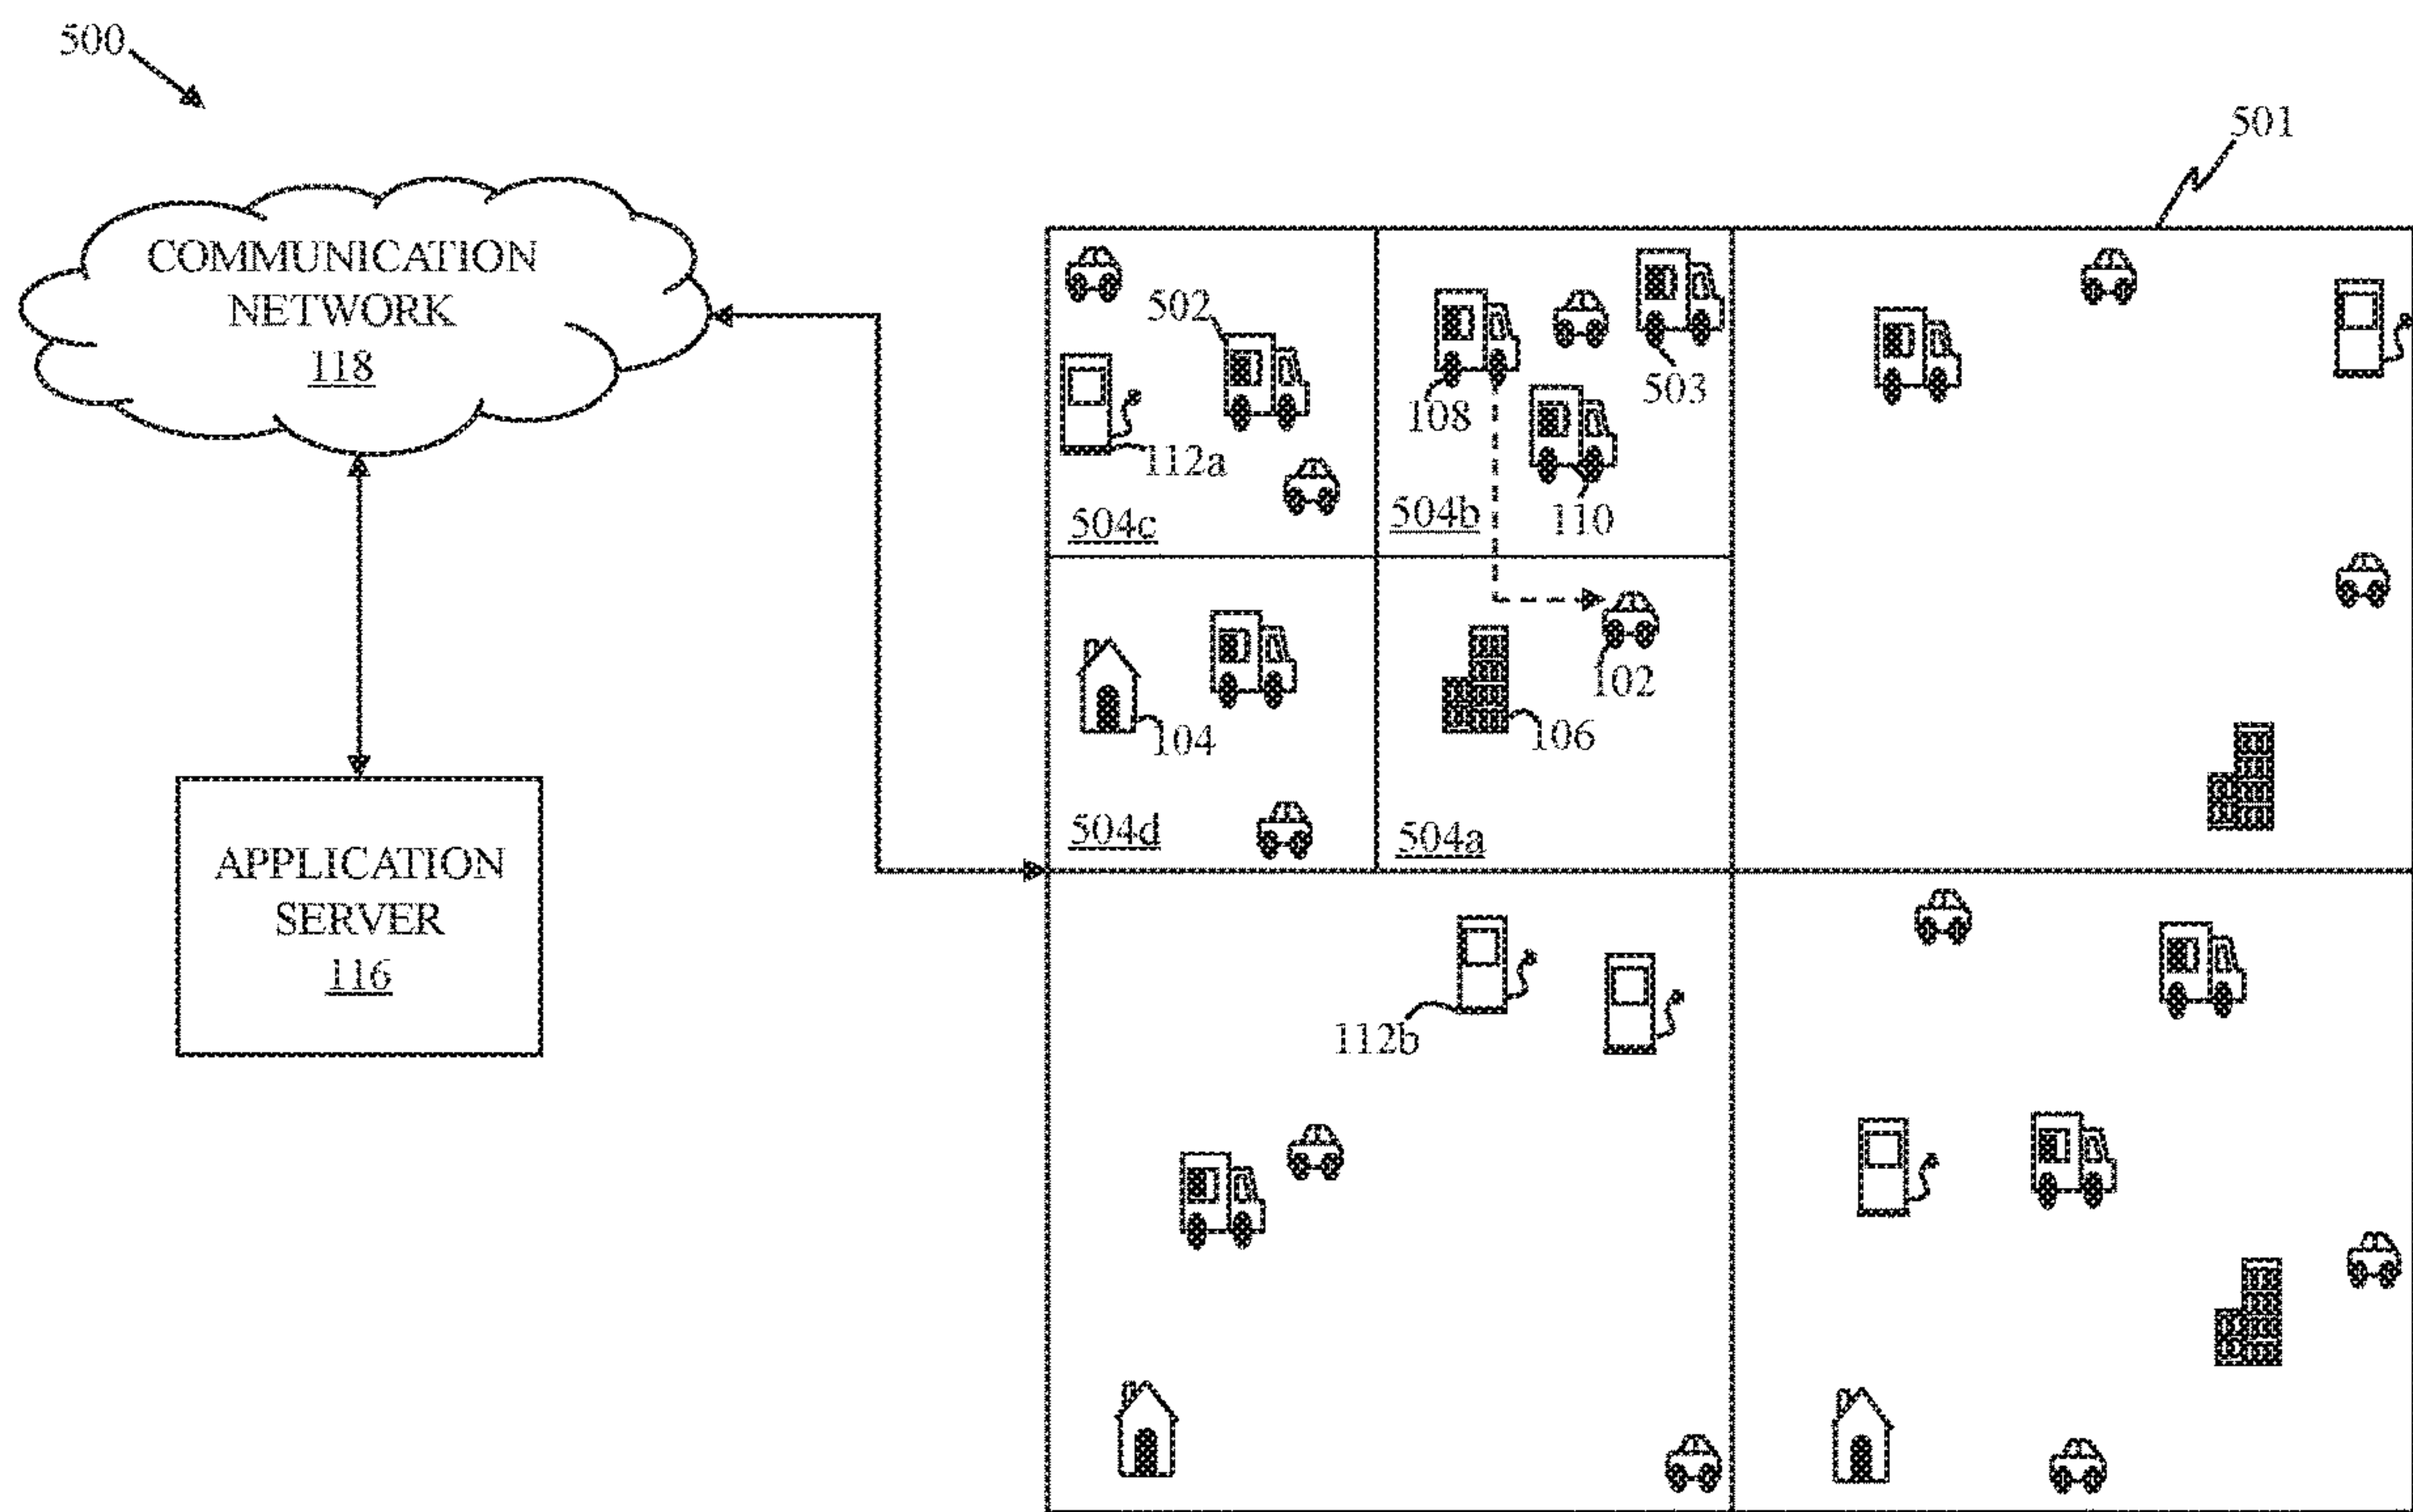 500
501
COMMUNICATION
NETWORK
118
502
503
108
112a
110
504c
504b
102
104
106
504d
504a
APPLICATION
SERVER
116
112b